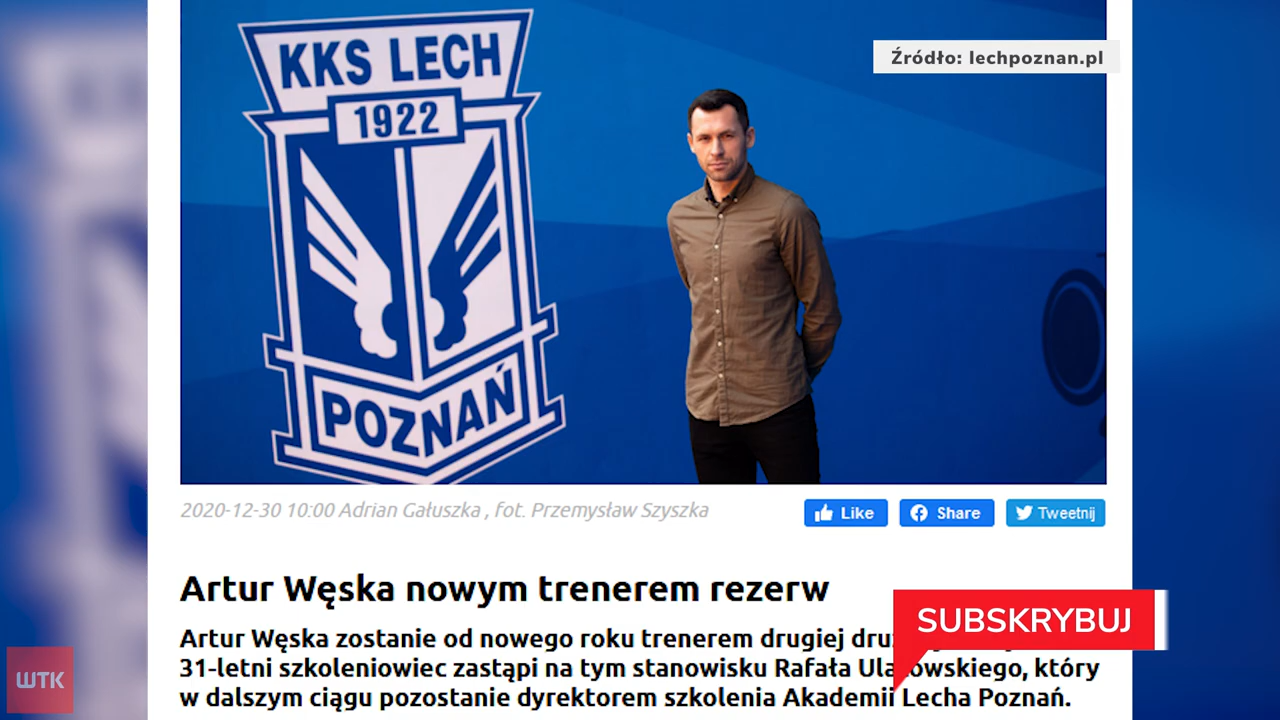 KKS LECH
1922
POZNAŃ
Źródło: lechpoznan.pl
2020-12-30 10:00 Adrian Gałuszka , fot. Przemysław Szyszka
Like
Share
Tweetnij
Artur Węska nowym trenerem rezerw
Artur Węska zostanie od nowego roku trenerem drugiej
31-letni szkoleniowiec zastąpi na tym stanowisku Rafała który
w dalszym ciągu pozostanie dyrektorem szkolenia Akademii Lecha Poznań.
SUBSKRYBUJ
WTK